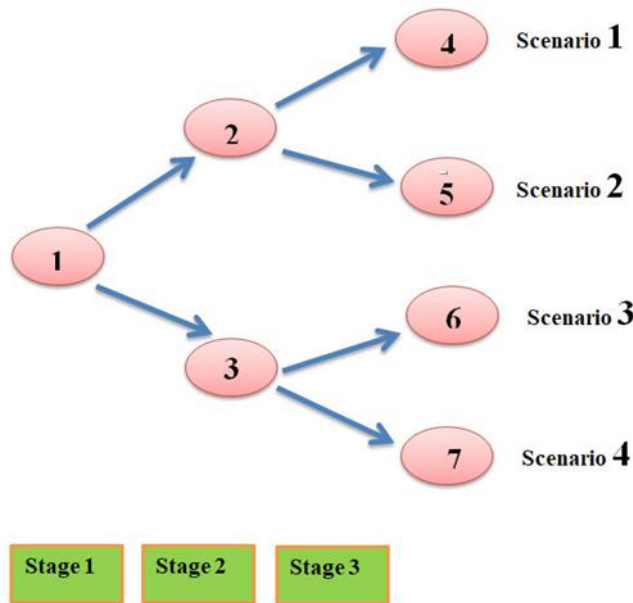 4 Scenario 1
2
5 Scenario 2
1
6 Scenario 3
3
7 Scenario 4
Stage 1 Stage 2 Stage 3